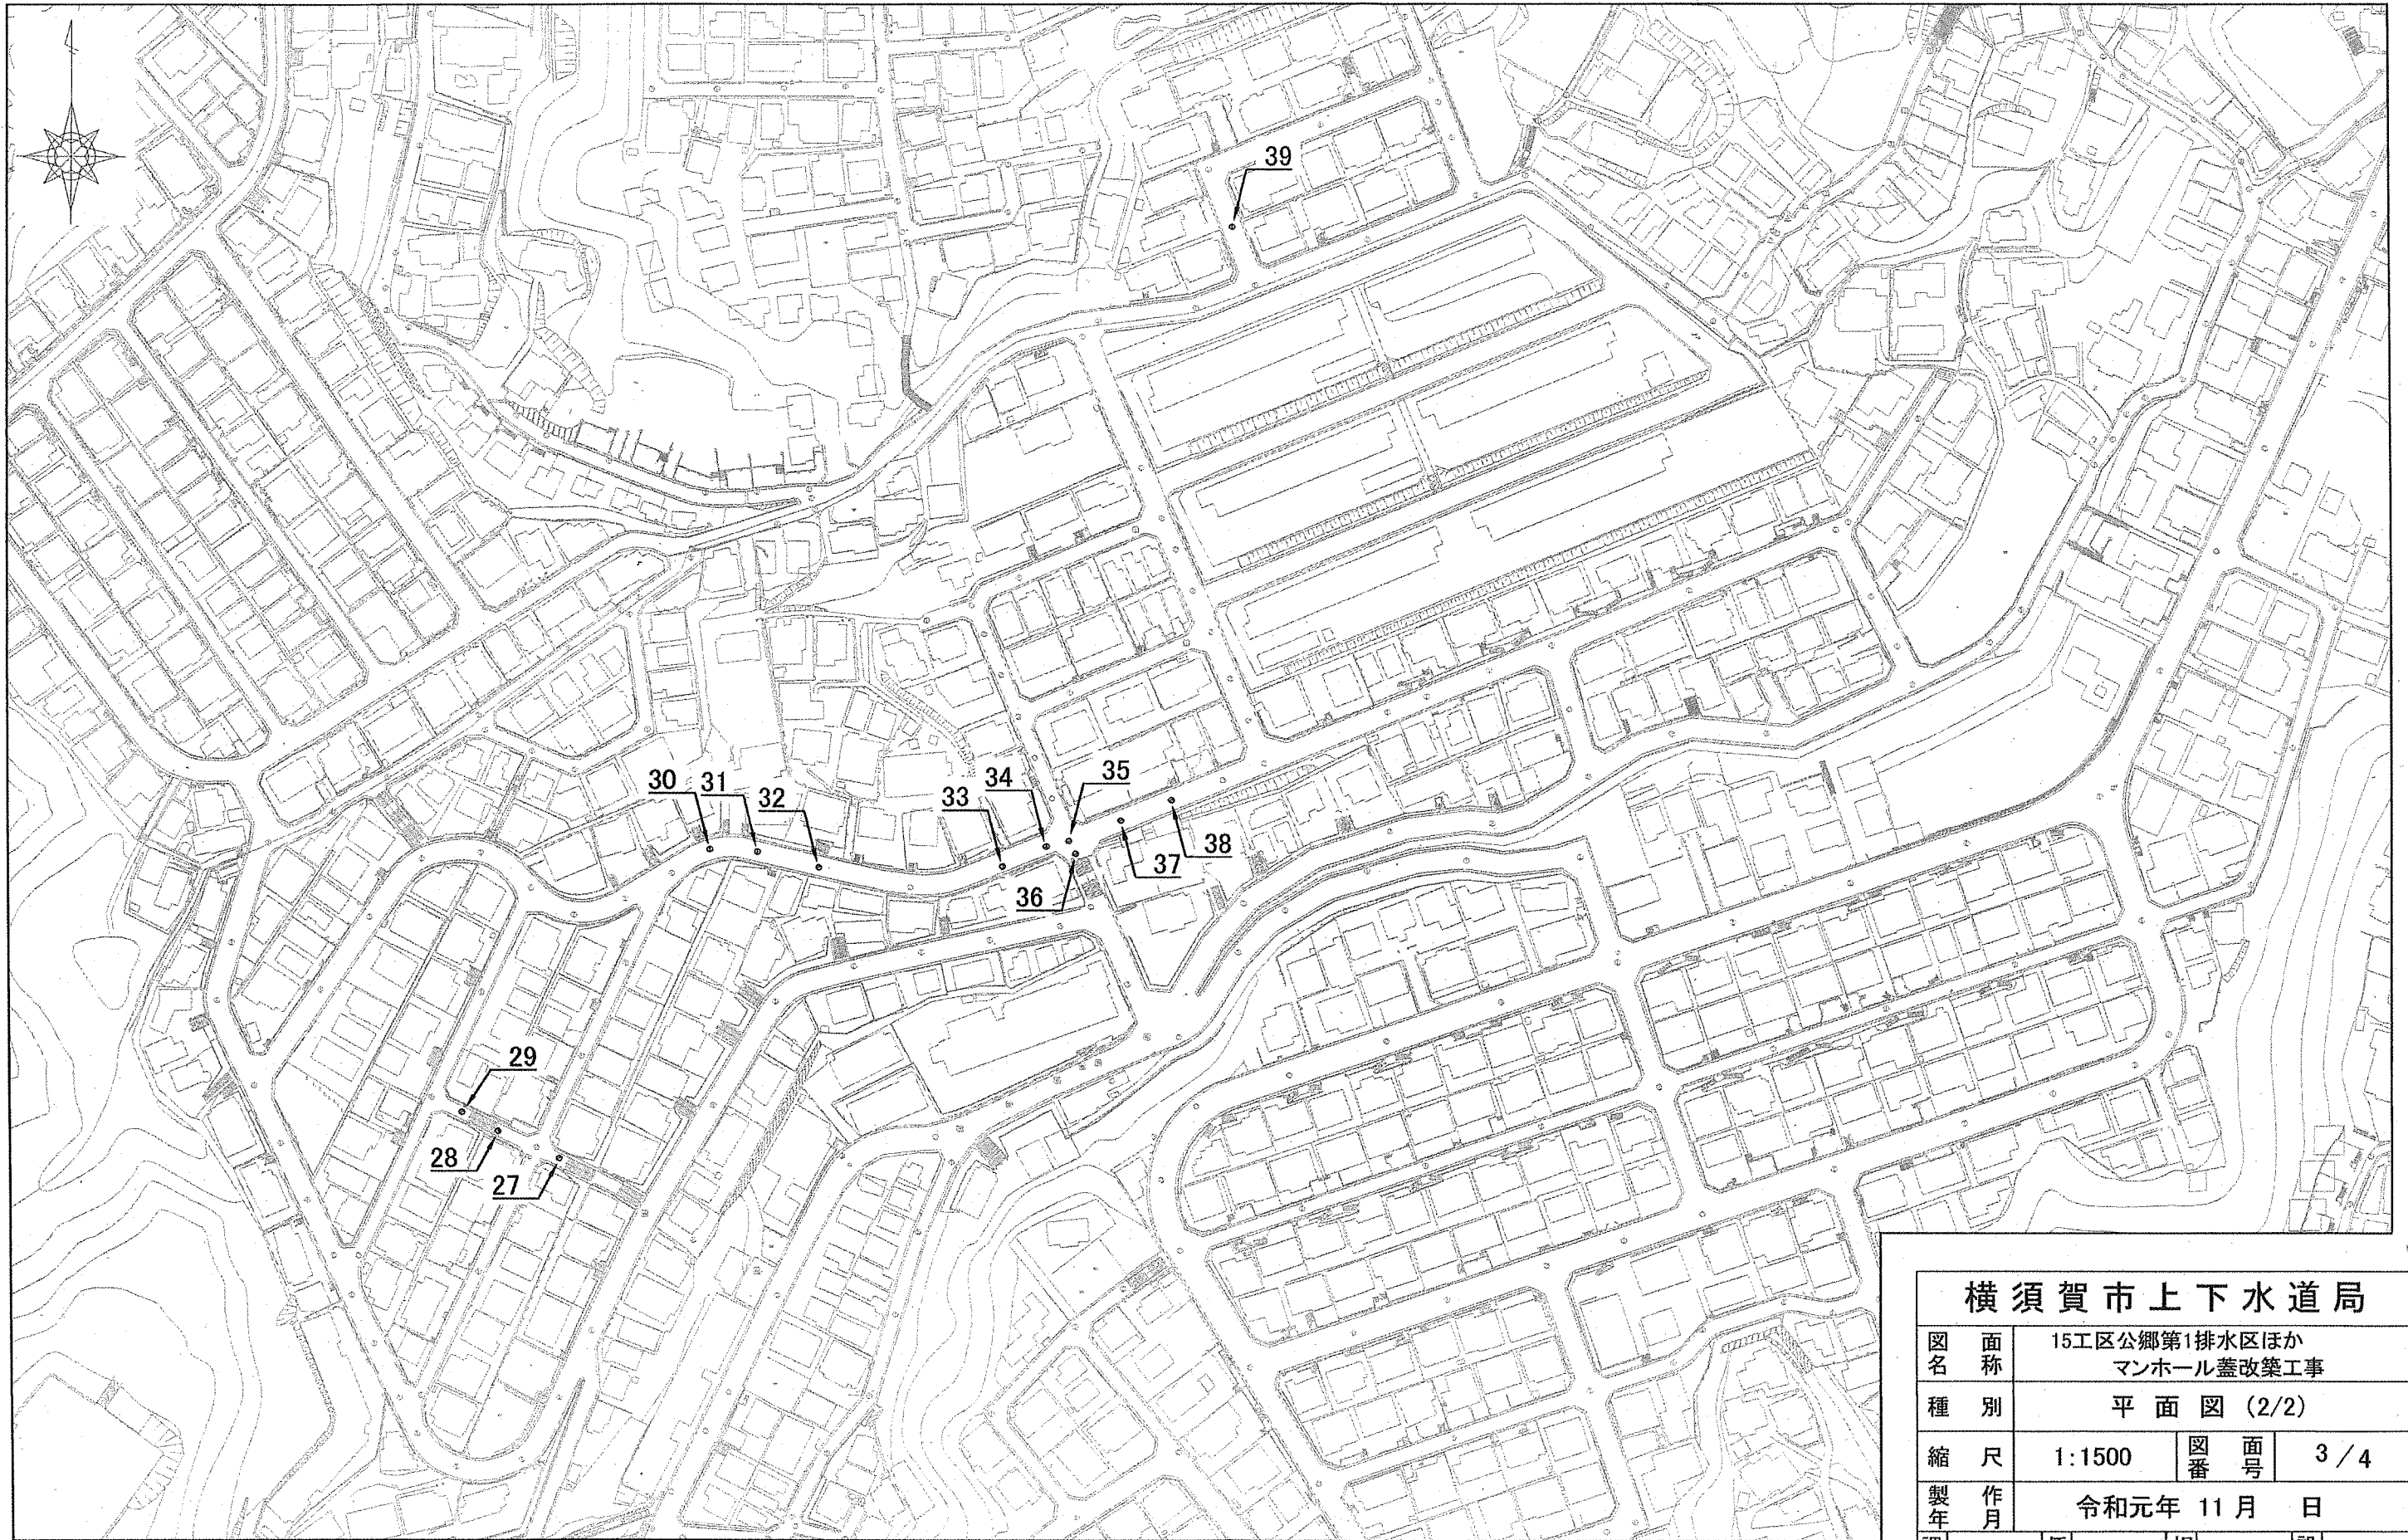 39
30
31
32
33
34
35
36
37
38
29
28
27
横須賀市上下水道局
図面名称 15工区公郷第1排水区ほか
マンホール蓋改築工事
種別 平面図 (2/2)
縮尺 1:1500 図面番号 3/4
製作年月 令和元年 11月 日